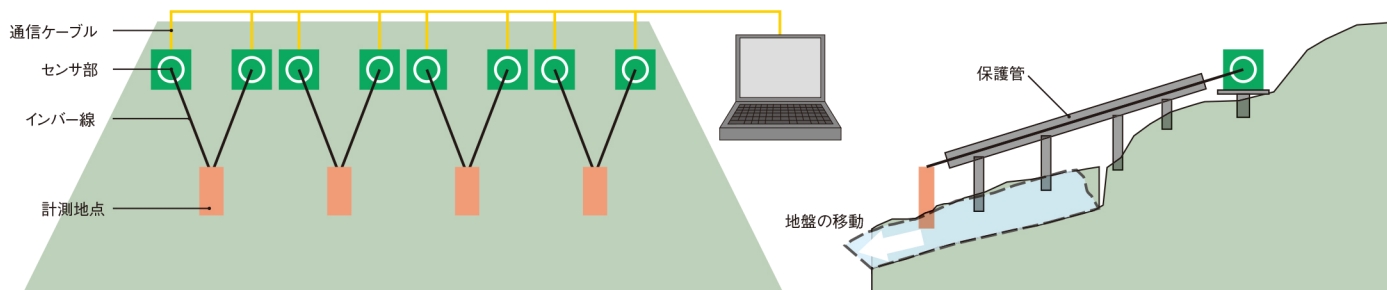 通信ケーブル
センサ部
インバー線
計測地点
保護管
地盤の移動